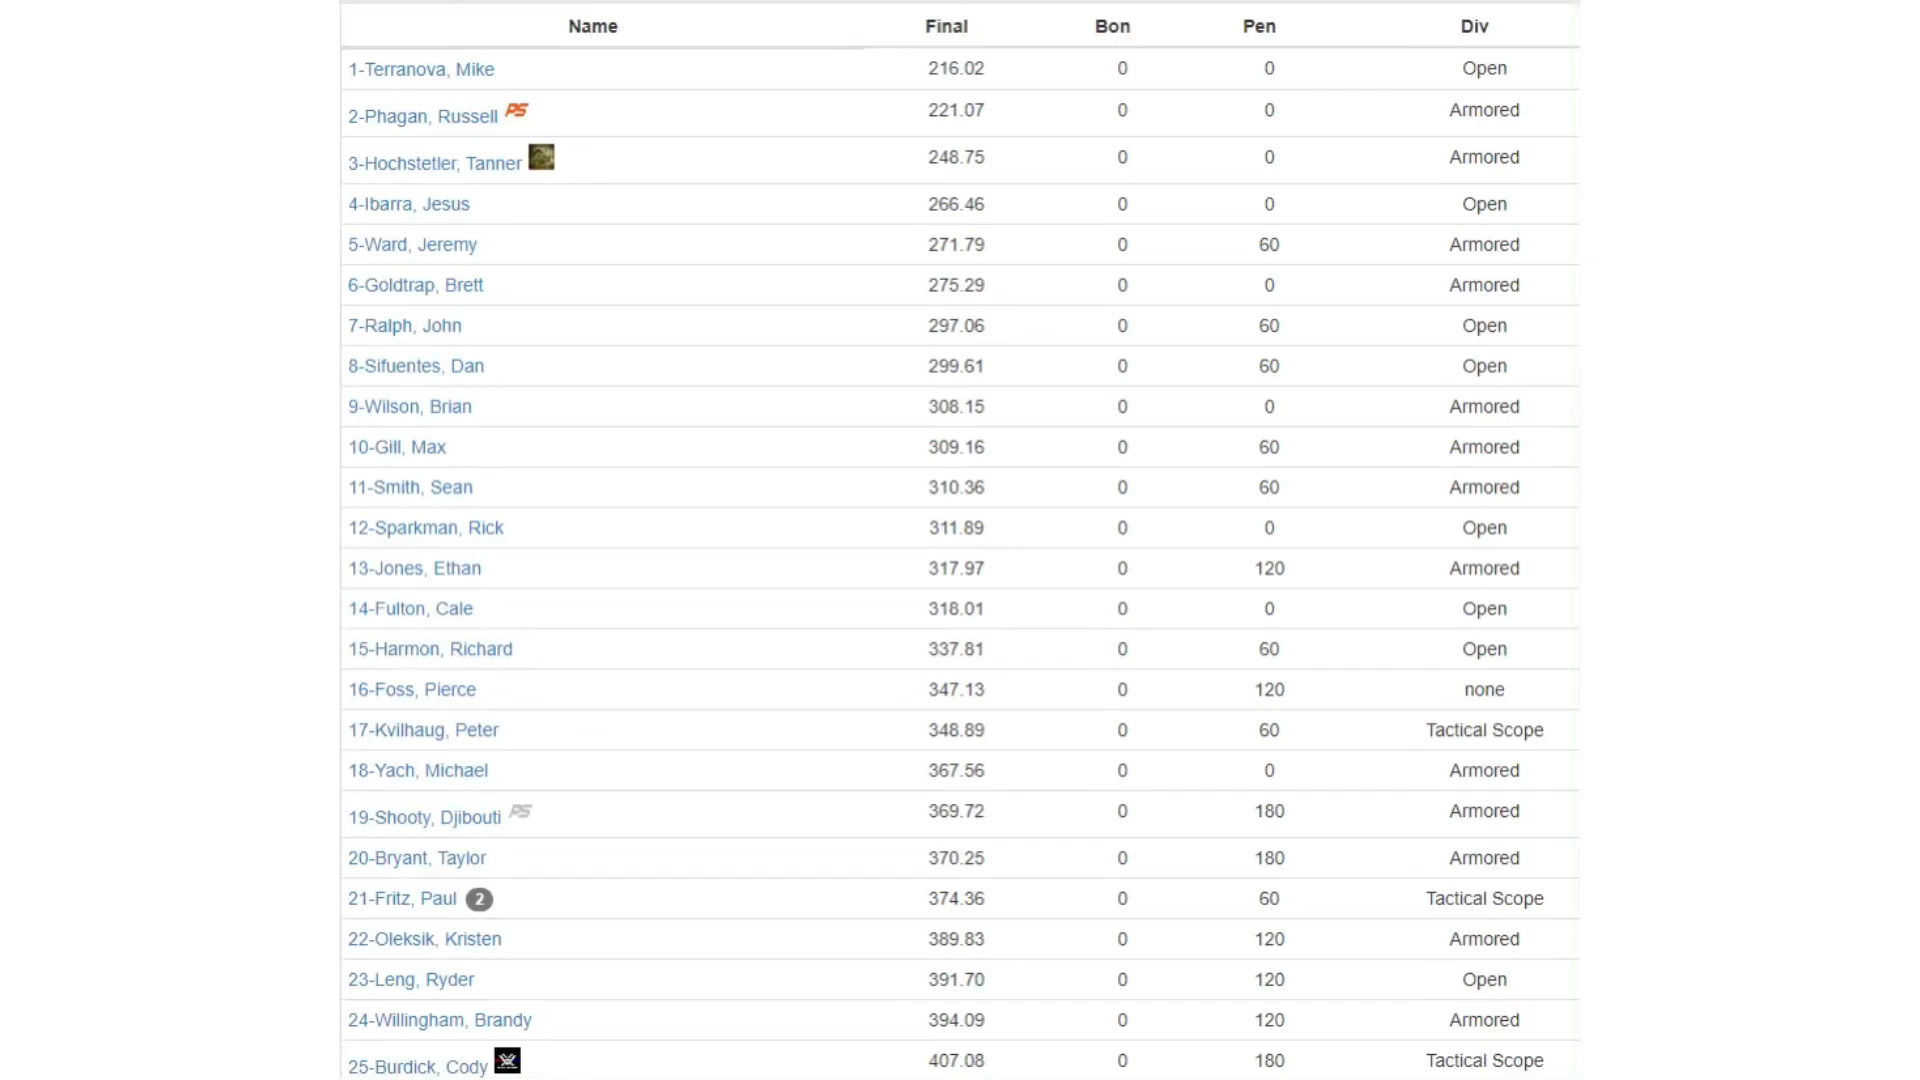 Name Final Bon Pen Div
1-Terranova, Mike 216.02 0 0 Open
2-Phagan, Russell PS 221.07 0 0 Armored
3-Hochstetler, Tanner 248.75 0 0 Armored
4-Ibarra, Jesus 266.46 0 0 Open
5-Ward, Jeremy 271.79 0 60 Armored
6-Goldtrap, Brett 275.29 0 0 Armored
7-Ralph, John 297.06 0 60 Open
8-Sifuentes, Dan 299.61 0 60 Open
9-Wilson, Brian 308.15 0 0 Armored
10-Gill, Max 309.16 0 60 Armored
11-Smith, Sean 310.36 0 60 Armored
12-Sparkman, Rick 311.89 0 0 Open
13-Jones, Ethan 317.97 0 120 Armored
14-Fulton, Cale 318.01 0 0 Open
15-Harmon, Richard 337.81 0 60 Open
16-Foss, Pierce 347.13 0 120 none
17-Kvilhaug, Peter 348.89 0 60 Tactical Scope
18-Yach, Michael 367.56 0 0 Armored
19-Shooty, Djibouti PS 369.72 0 180 Armored
20-Bryant, Taylor 370.25 0 180 Armored
21-Fritz, Paul 2 374.36 0 60 Tactical Scope
22-Oleksik, Kristen 389.83 0 120 Armored
23-Leng, Ryder 391.70 0 120 Open
24-Willingham, Brandy 394.09 0 120 Armored
25-Burdick, Cody 407.08 0 180 Tactical Scope